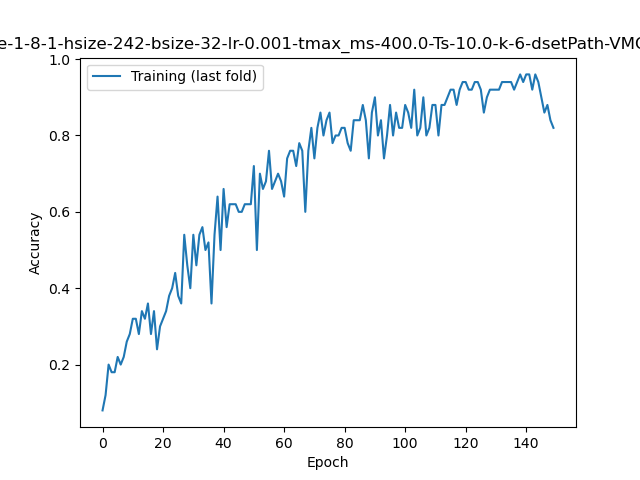 e-1-8-1-hsize-242-bsize-32-lr-0.001-tmax_ms-400.0-Ts-10.0-k-6-dsetPath-VMC
Training (last fold)
1.0
0.8
0.6
0.4
0.2
Accuracy
0 20 40 60 80 100 120 140
Epoch